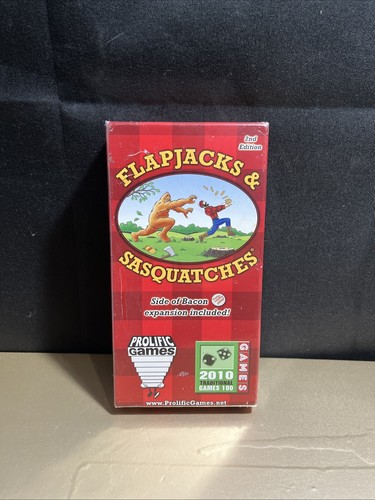 2nd
Edition
FLAPJACKS &
SASQUATCHES
Side of Bacon
expansion included!
PROLIFIC
Games
2010
TRADITIONAL
GAMES 100
GAMES
www.ProlificGames.net